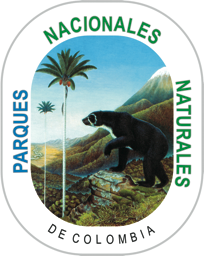 PARQUES
NACIONALES
NATURALES
DE COLOMBIA